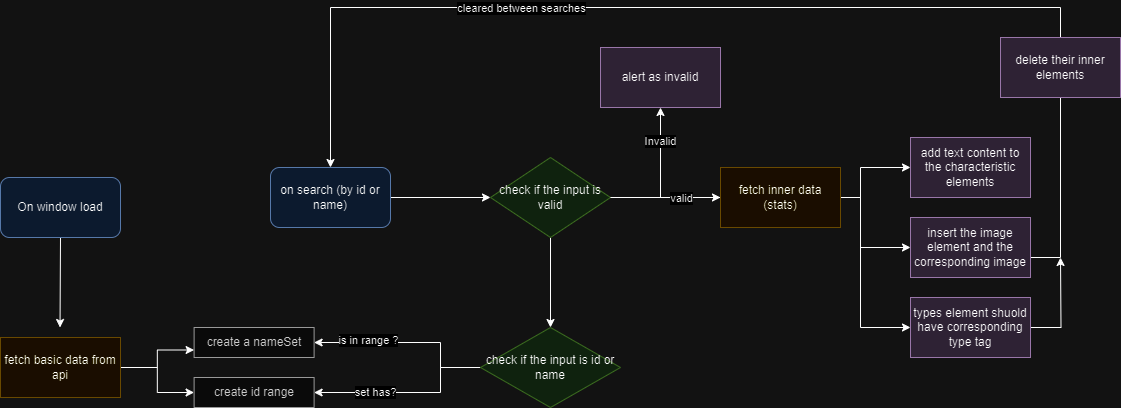 cleared between searches
delete their inner
elements
alert as invalid
Invalid
add text content to
the characteristic
elements
on search (by id or
name)
check if the input is
valid
valid
fetch inner data
(stats)
On window load
insert the image
element and the
corresponding image
types element shuold
have corresponding
type tag
create a nameSet
is in range ?
fetch basic data from
api
check if the input is id or
name
create id range
set has?